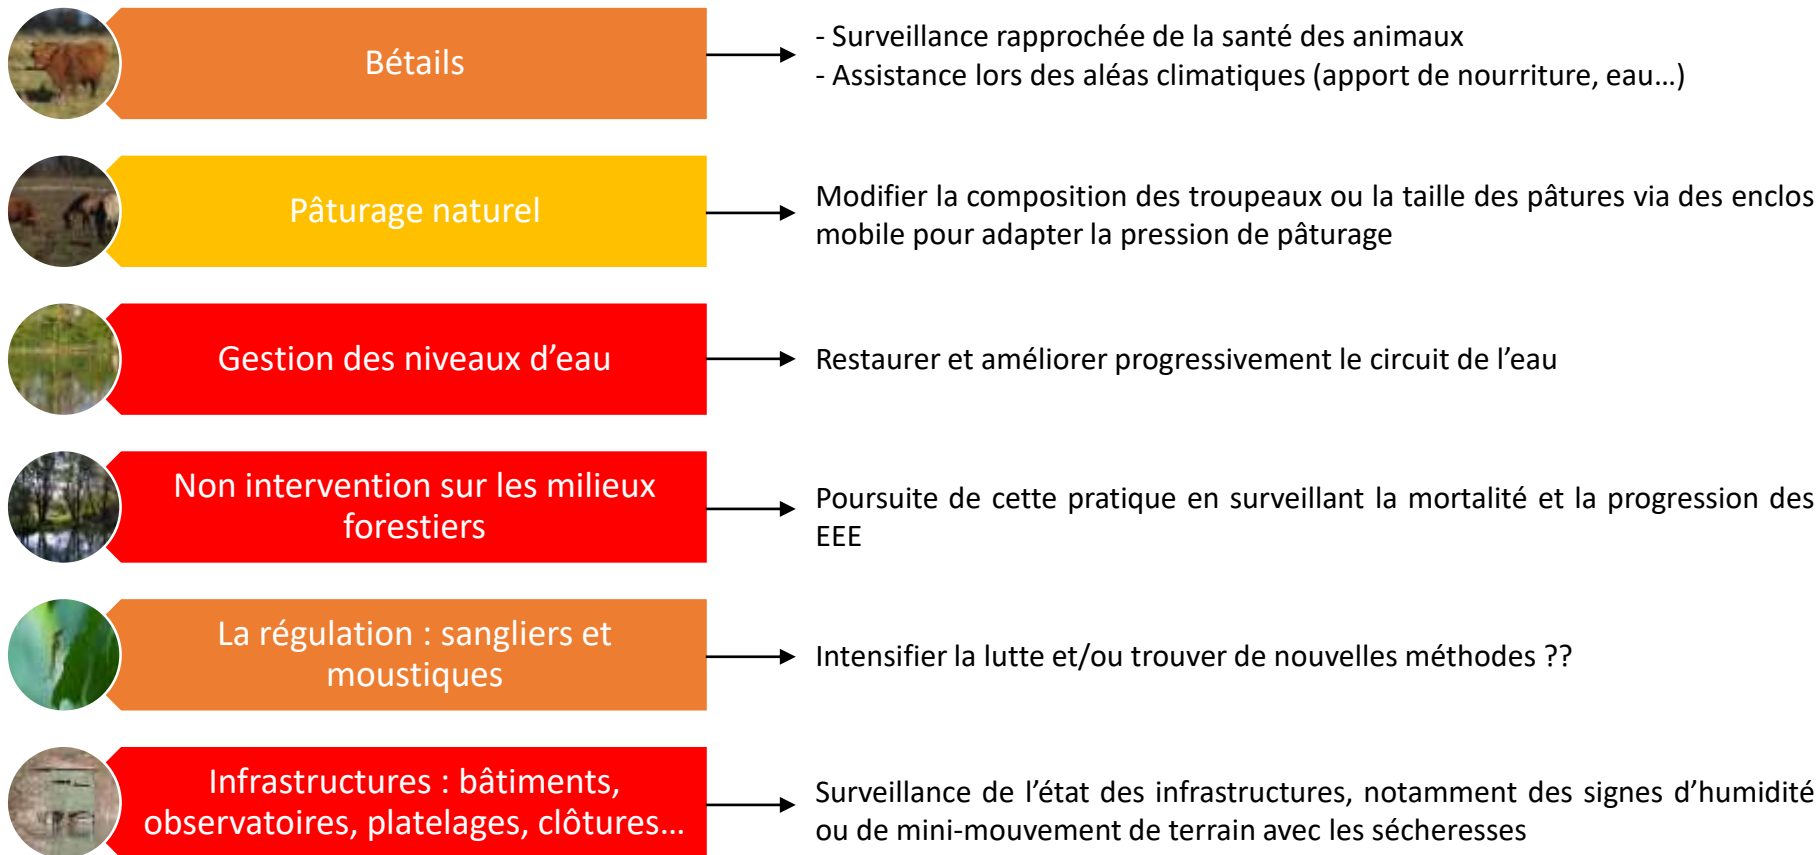 Bétails
- Surveillance rapprochée de la santé des animaux
- Assistance lors des aléas climatiques (apport de nourriture, eau…)
Pâturage naturel
Modifier la composition des troupeaux ou la taille des pâtures via des enclos
mobile pour adapter la pression de pâturage
Gestion des niveaux d’eau
Restaurer et améliorer progressivement le circuit de l’eau
Non intervention sur les milieux
forestiers
Poursuite de cette pratique en surveillant la mortalité et la progression des
EEE
La régulation : sangliers et
moustiques
Intensifier la lutte et/ou trouver de nouvelles méthodes ??
Infrastructures : bâtiments,
observatoires, platelages, clôtures…
Surveillance de l’état des infrastructures, notamment des signes d’humidité
ou de mini-mouvement de terrain avec les sécheresses